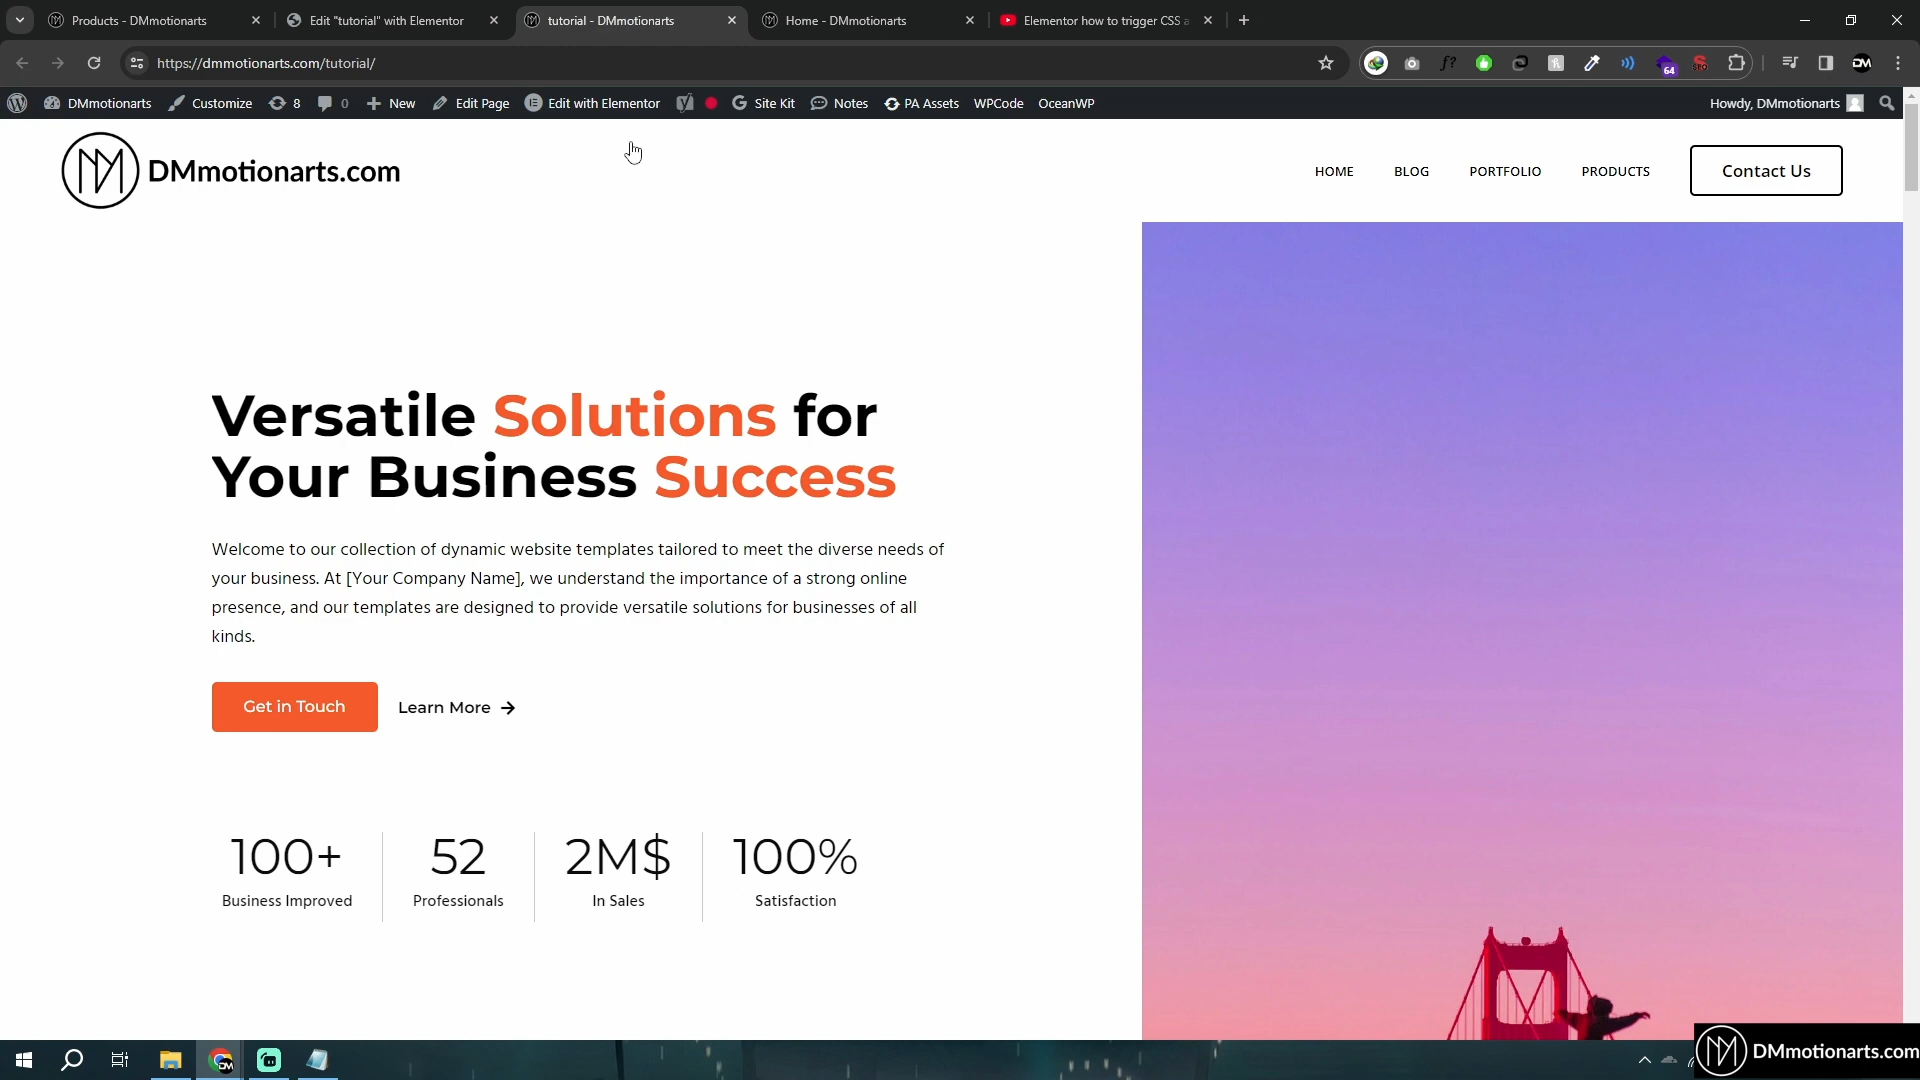 Products - DMmotionarts
Edit "tutorial" with Elementor
tutorial - DMmotionarts
Home - DMmotionarts
Elementor how to trigger CSS a
https://dmmotionarts.com/tutorial/
f?
64
SEO
DM
DMmotionarts
Customize
8
0
New
Edit Page
Edit with Elementor
Site Kit
Notes
PA Assets
WPCode
OceanWP
Howdy, DMmotionarts
DMmotionarts.com
HOME
BLOG
PORTFOLIO
PRODUCTS
Contact Us
Versatile Solutions for
Your Business Success
Welcome to our collection of dynamic website templates tailored to meet the diverse needs of
your business. At [Your Company Name], we understand the importance of a strong online
presence, and our templates are designed to provide versatile solutions for businesses of all
kinds.
Get in Touch
Learn More
100+
52
2M$
100%
Business Improved
Professionals
In Sales
Satisfaction
DMmotionarts.com